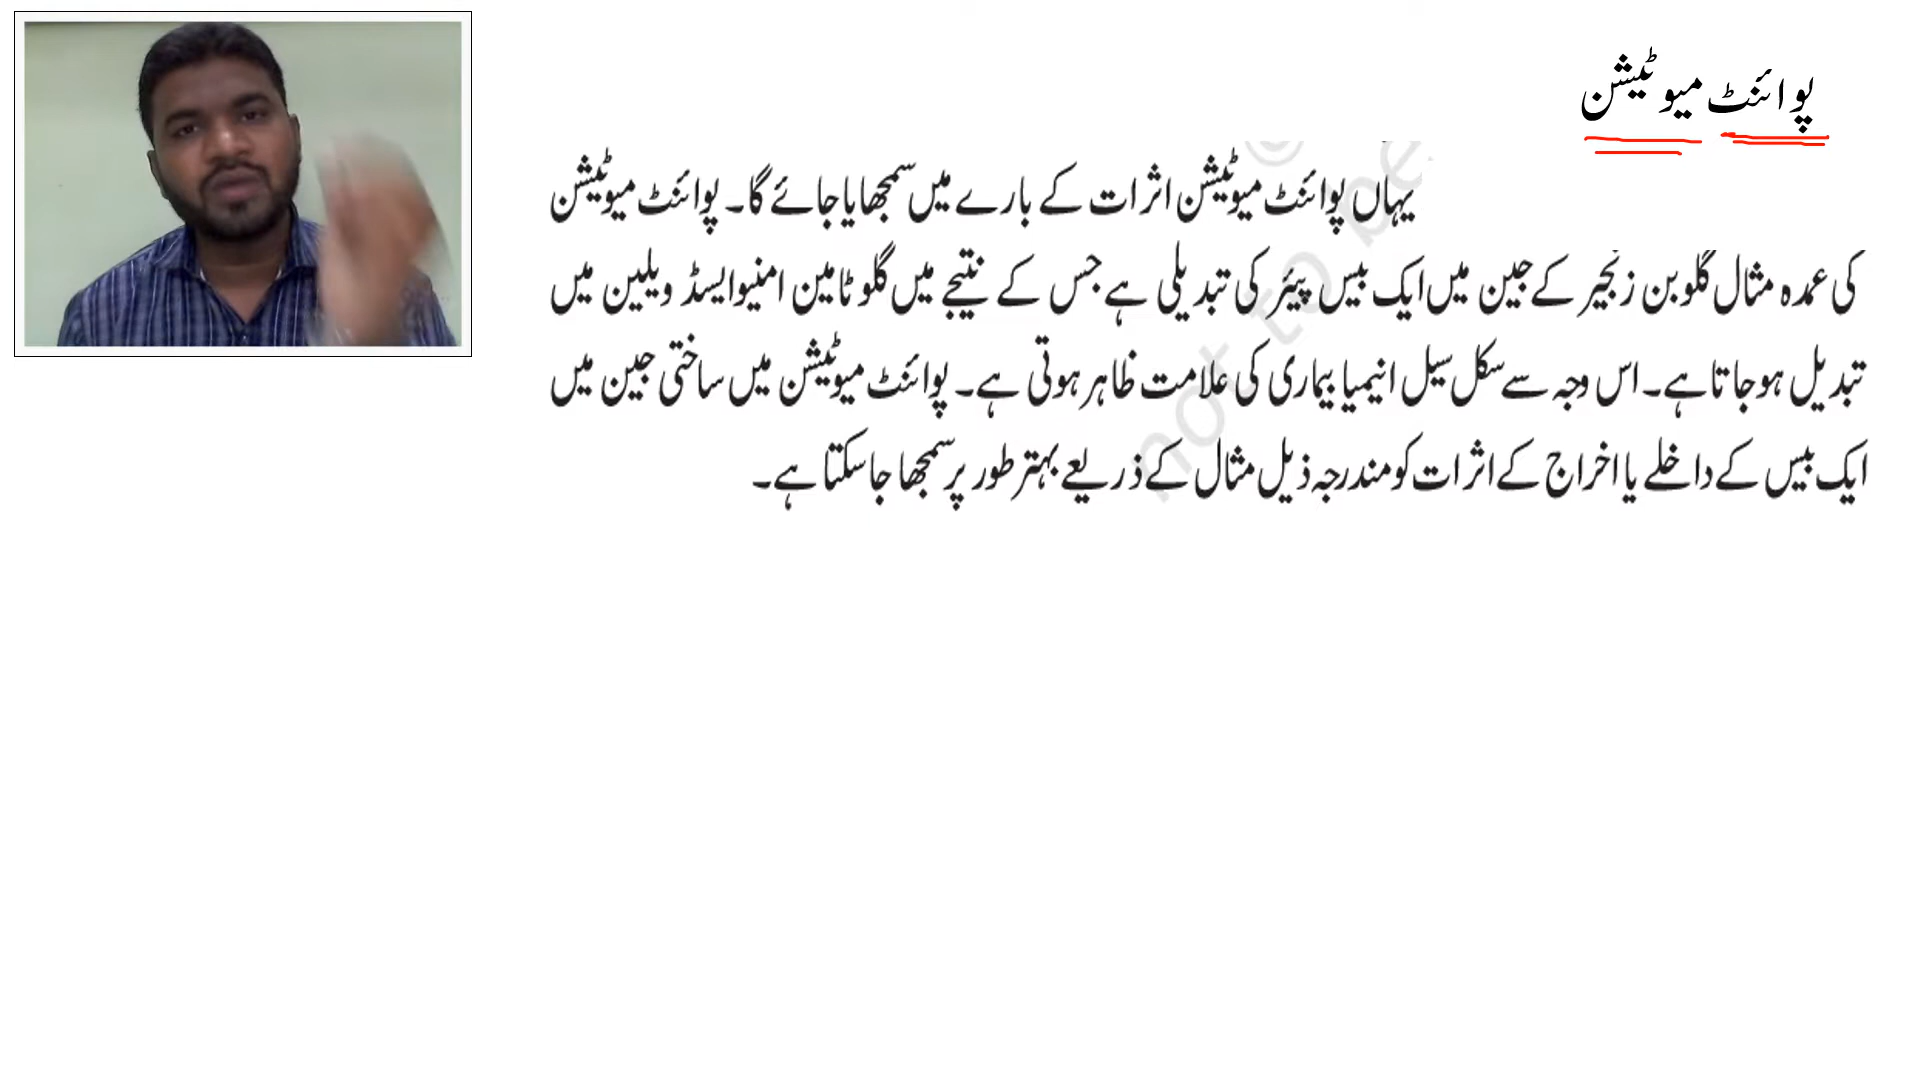 پوائنٹ میوٹیشن
یہاں پوائنٹ میوٹیشن اثرات کے بارے میں سمجھایا جائے گا۔ پوائنٹ میوٹیشن
کی عمدہ مثال گلوبن زنجیر کے جین میں ایک بیس پیئر کی تبدیلی ہے جس کے نتیجے میں گلوٹامین امنیوایسڈ ویلین میں
تبدیل ہوجاتا ہے۔ اس وجہ سے سکل سیل انیمیا بیماری کی علامت ظاہر ہوتی ہے۔ پوائنٹ میوٹیشن میں ساختی جین میں
ایک بیس کے داخلے یا اخراج کے اثرات کو مندرجہ ذیل مثال کے ذریعے بہتر طور پر سمجھا جاسکتا ہے۔
not to be